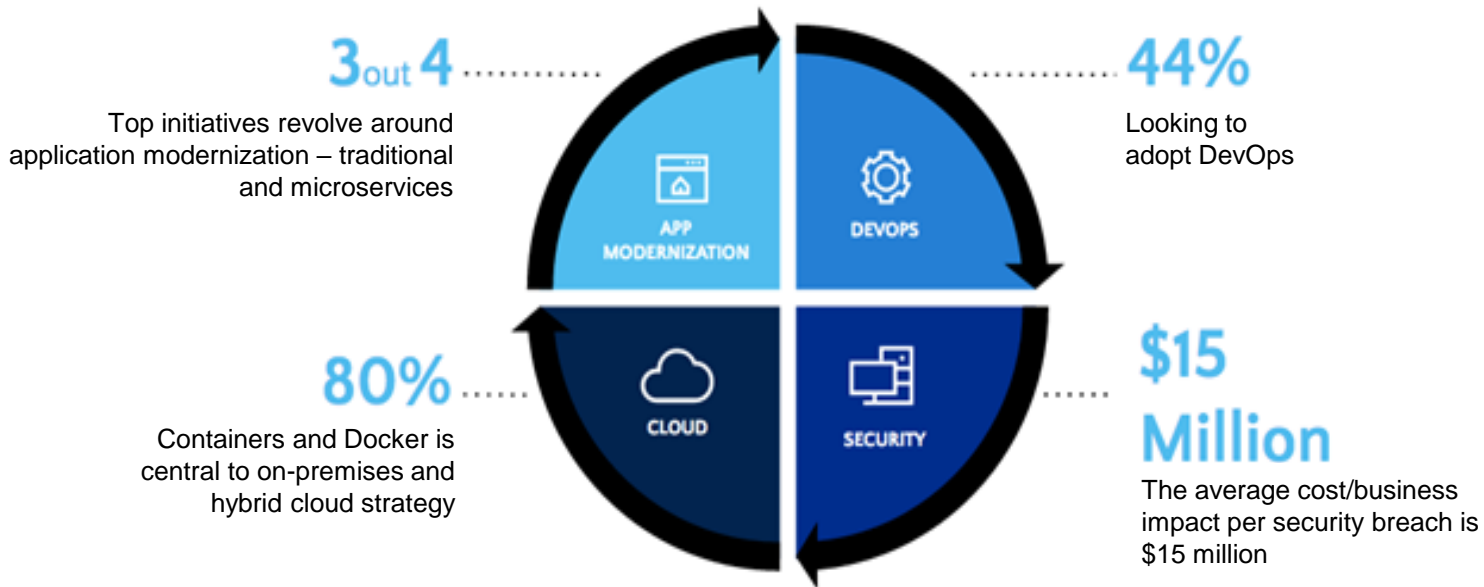 3 out 4
Top initiatives revolve around
application modernization – traditional
and microservices
APP
MODERNIZATION
DEVOPS
44%
Looking to
adopt DevOps
80%
Containers and Docker is
central to on-premises and
hybrid cloud strategy
CLOUD
SECURITY
$15
Million
The average cost/business
impact per security breach is
$15 million